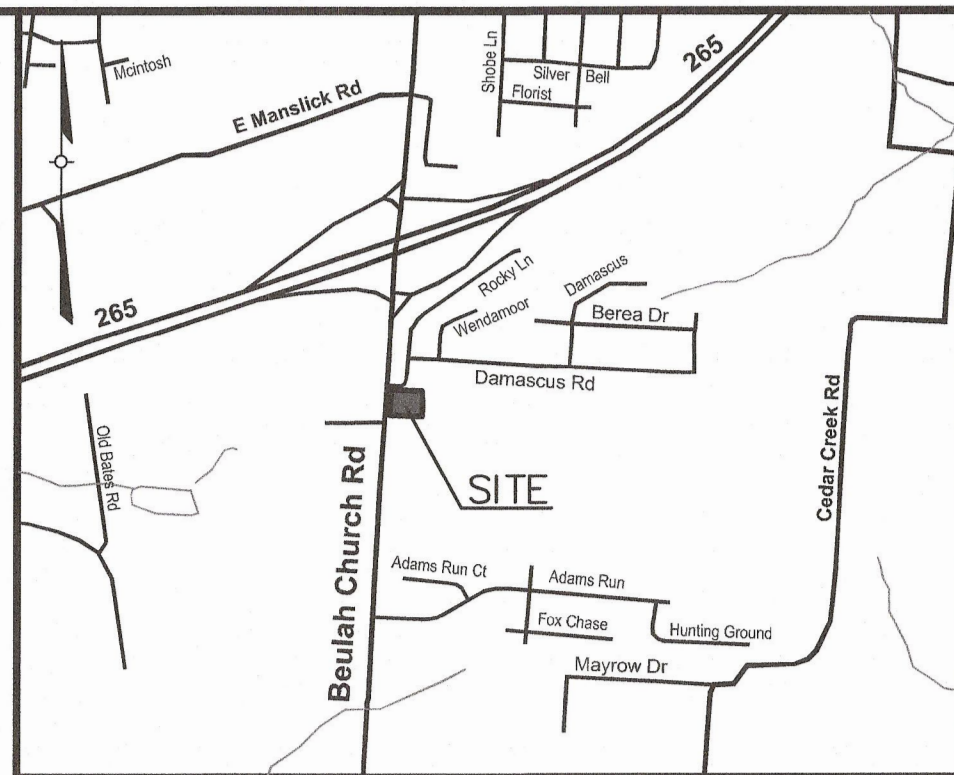 Mcintosh
E Manslick Rd
Shobe Ln
Silver Bell
Florist
265
265
Rocky Ln
Wendamoor
Damascus
Berea Dr
Damascus Rd
Old Bates Rd
Beulah Church Rd
SITE
Cedar Creek Rd
Adams Run Ct
Adams Run
Fox Chase
Hunting Ground
Mayrow Dr